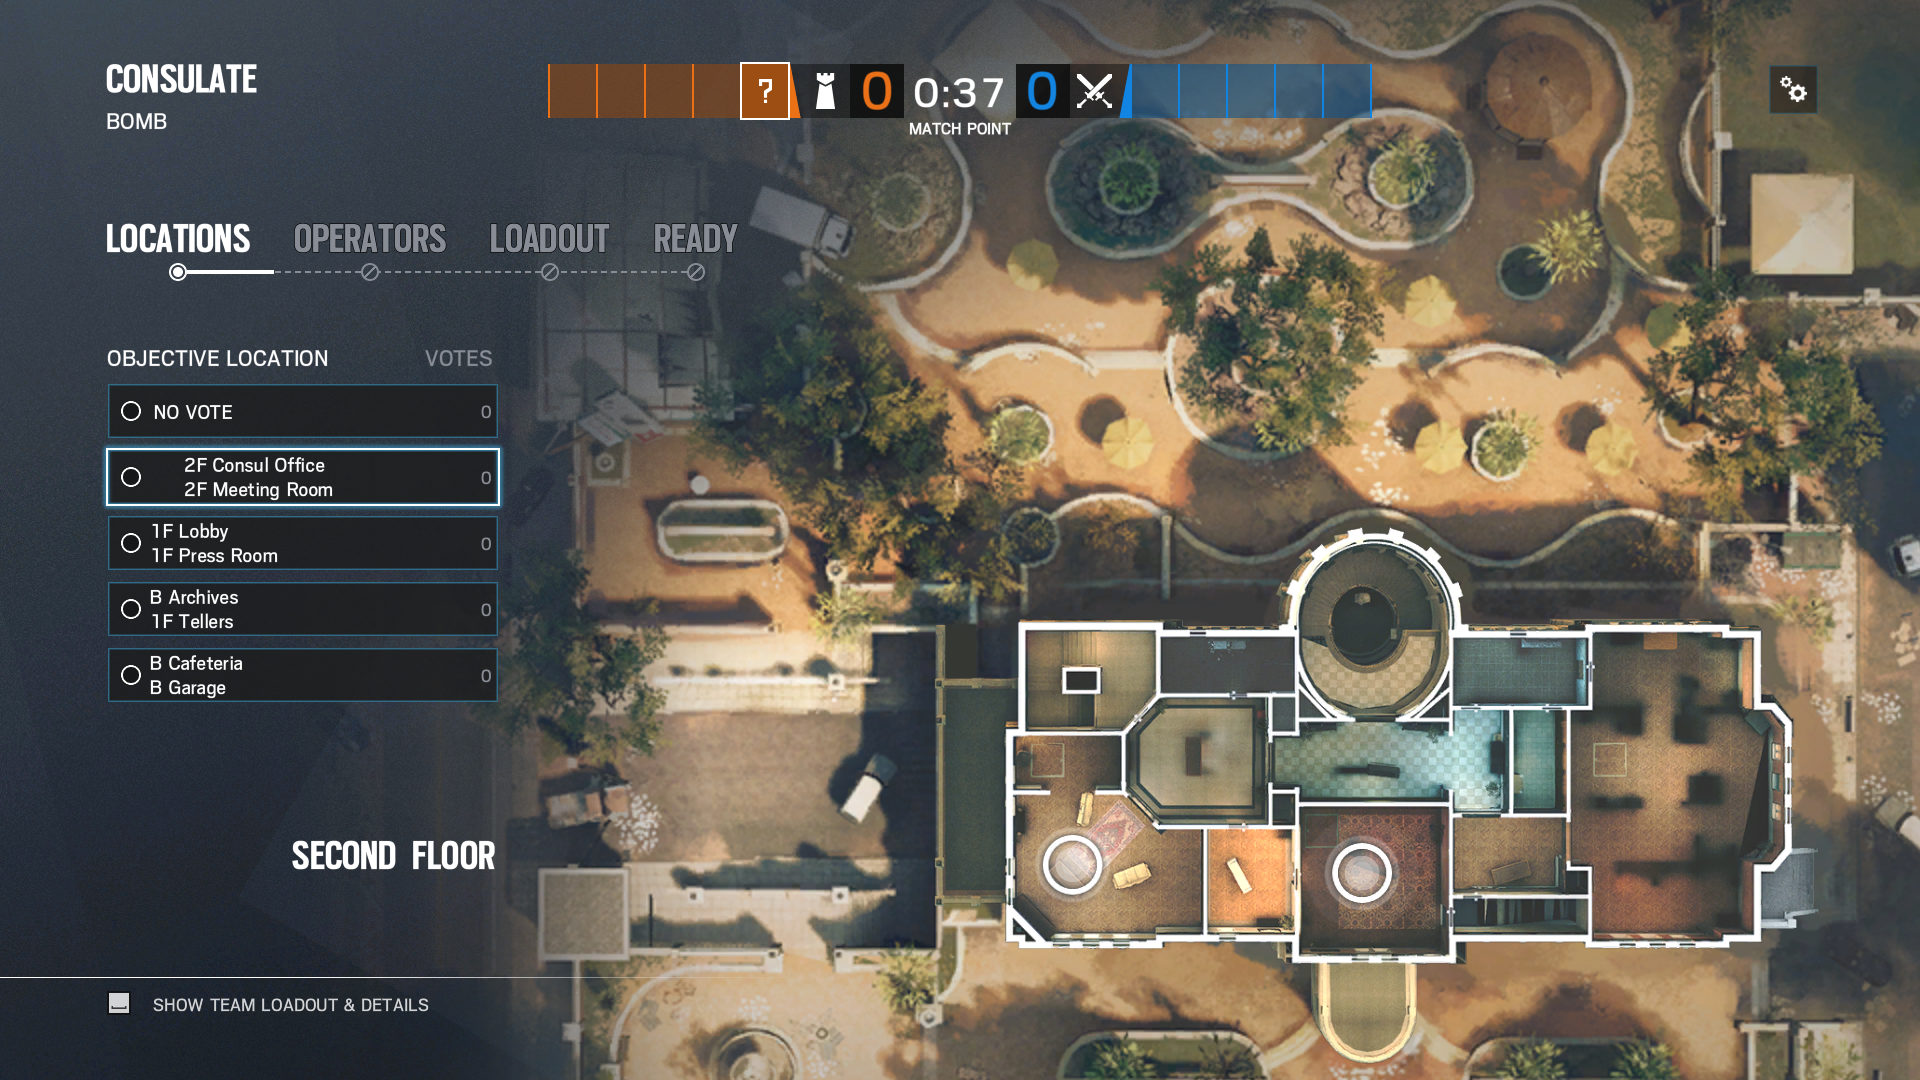 CONSULATE
BOMB
?
0
0:37
0
MATCH POINT
LOCATIONS
OPERATORS
LOADOUT
READY
OBJECTIVE LOCATION
VOTES
NO VOTE
0
2F Consul Office
2F Meeting Room
0
1F Lobby
1F Press Room
0
B Archives
1F Tellers
0
B Cafeteria
B Garage
0
SECOND FLOOR
SHOW TEAM LOADOUT & DETAILS